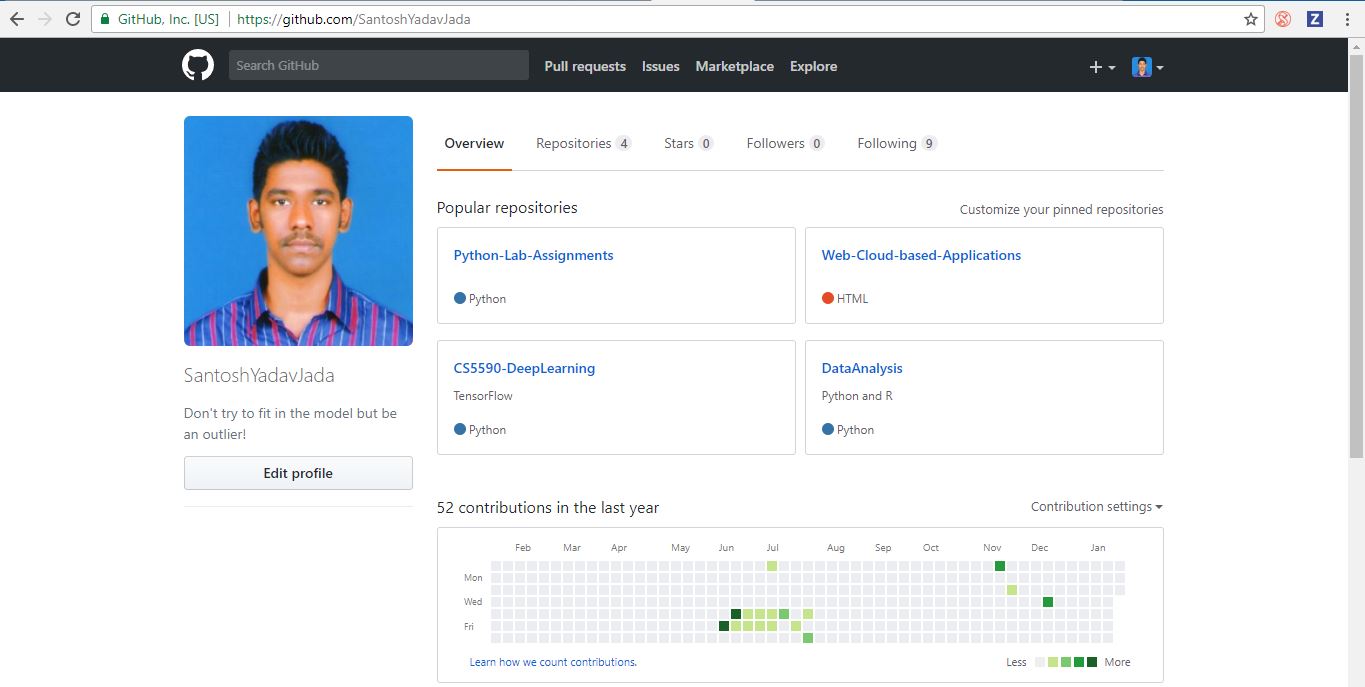 GitHub, Inc. [US] https://github.com/SantoshYadavJada
Z
Search GitHub Pull requests Issues Marketplace Explore
Overview Repositories 4 Stars 0 Followers 0 Following 9
Popular repositories
Customize your pinned repositories
Python-Lab-Assignments
Python
Web-Cloud-based-Applications
HTML
CS5590-DeepLearning
TensorFlow
Python
DataAnalysis
Python and R
Python
SantoshYadavJada
Don't try to fit in the model but be
an outlier!
Edit profile
52 contributions in the last year
Contribution settings
Feb Mar Apr May Jun Jul Aug Sep Oct Nov Dec Jan
Mon
Wed
Fri
Learn how we count contributions.
Less More